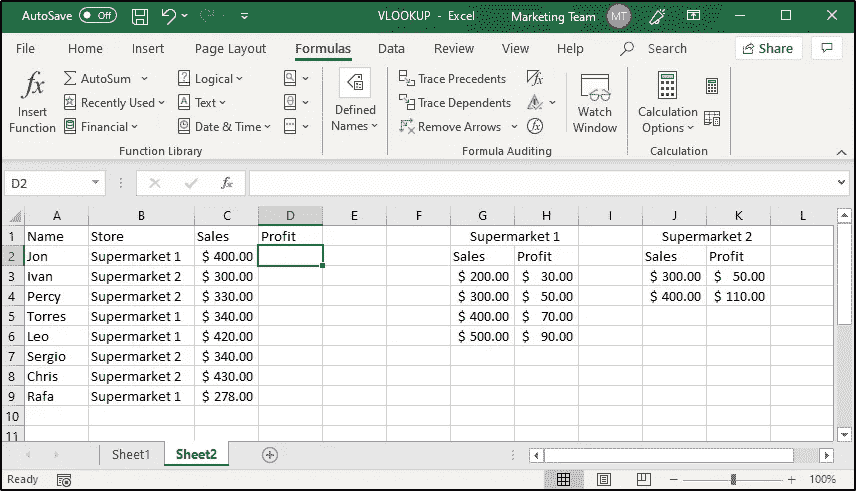 AutoSave Off VLOOKUP - Excel Marketing Team MT
File Home Insert Page Layout Formulas Data Review View Help Search Share
fx Insert Function
∑ AutoSum
Recently Used
Financial
? Logical
A Text
Date & Time
θ
Function Library
Defined Names
Trace Precedents
Trace Dependents
Remove Arrows
fx
Formula Auditing
Watch Window
Calculation Options
Calculation
D2 fx
A B C D E F G H I J K L
1 Name Store Sales Profit Supermarket 1 Supermarket 2
2 Jon Supermarket 1 $ 400.00 Sales Profit Sales Profit
3 Ivan Supermarket 2 $ 300.00 $ 200.00 $ 30.00 $ 300.00 $ 50.00
4 Percy Supermarket 2 $ 330.00 $ 300.00 $ 50.00 $ 400.00 $ 110.00
5 Torres Supermarket 1 $ 340.00 $ 400.00 $ 70.00
6 Leo Supermarket 1 $ 420.00 $ 500.00 $ 90.00
7 Sergio Supermarket 2 $ 340.00
8 Chris Supermarket 2 $ 430.00
9 Rafa Supermarket 1 $ 278.00
10
11
Sheet1 Sheet2
Ready 100%